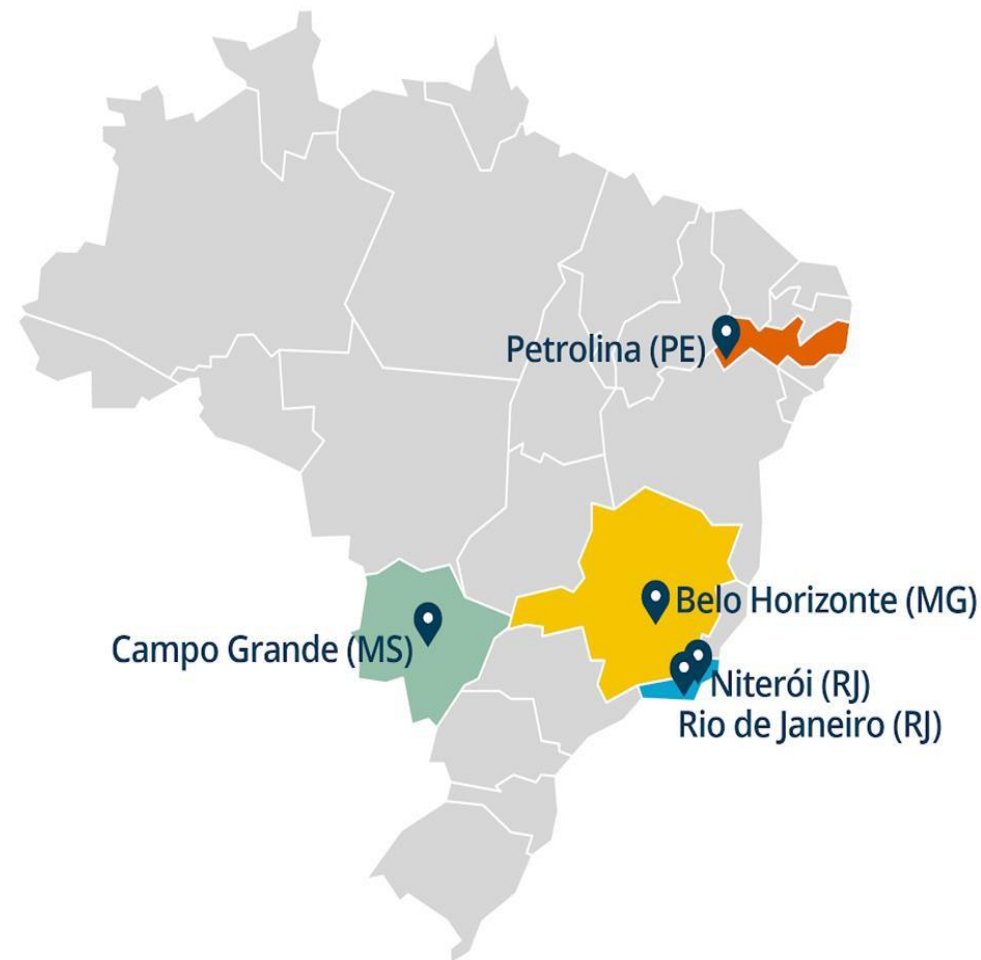 Petrolina (PE)
Belo Horizonte (MG)
Campo Grande (MS)
Niterói (RJ)
Rio de Janeiro (RJ)